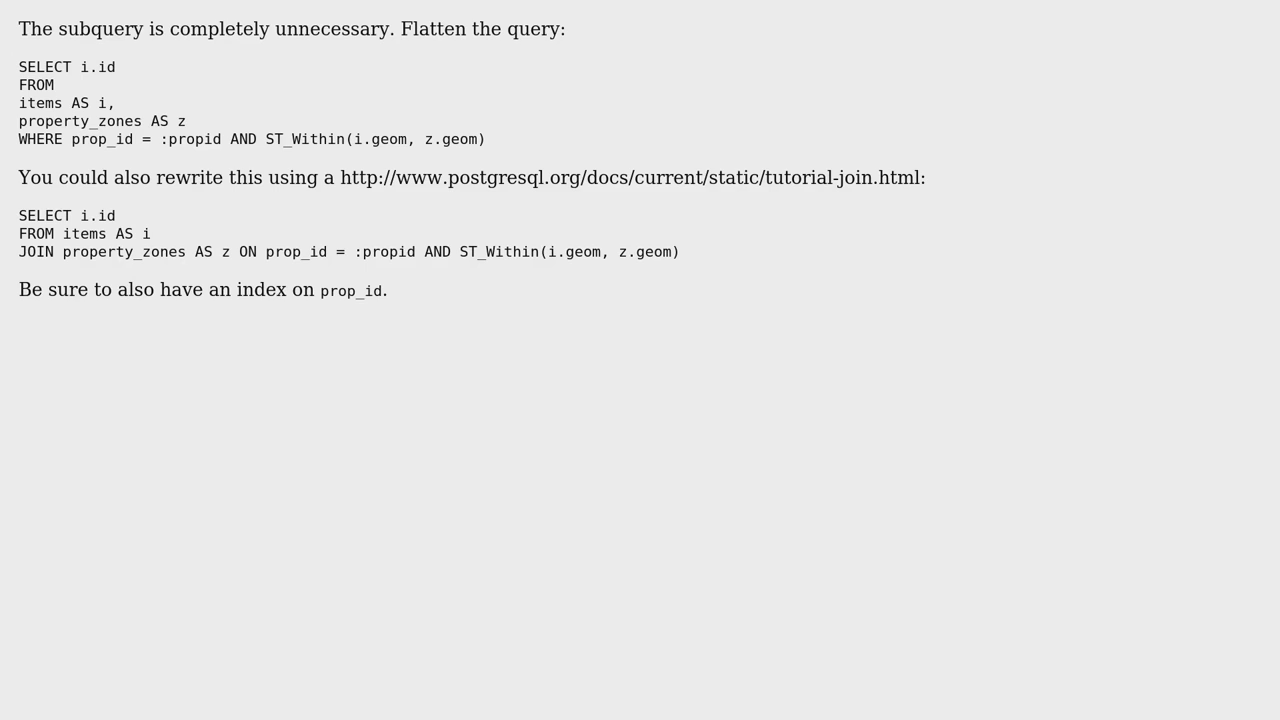 The subquery is completely unnecessary. Flatten the query:
SELECT i.id
FROM
items AS i,
property_zones AS z
WHERE prop_id = :propid AND ST_Within(i.geom, z.geom)
You could also rewrite this using a http://www.postgresql.org/docs/current/static/tutorial-join.html:
SELECT i.id
FROM items AS i
JOIN property_zones AS z ON prop_id = :propid AND ST_Within(i.geom, z.geom)
Be sure to also have an index on prop_id.